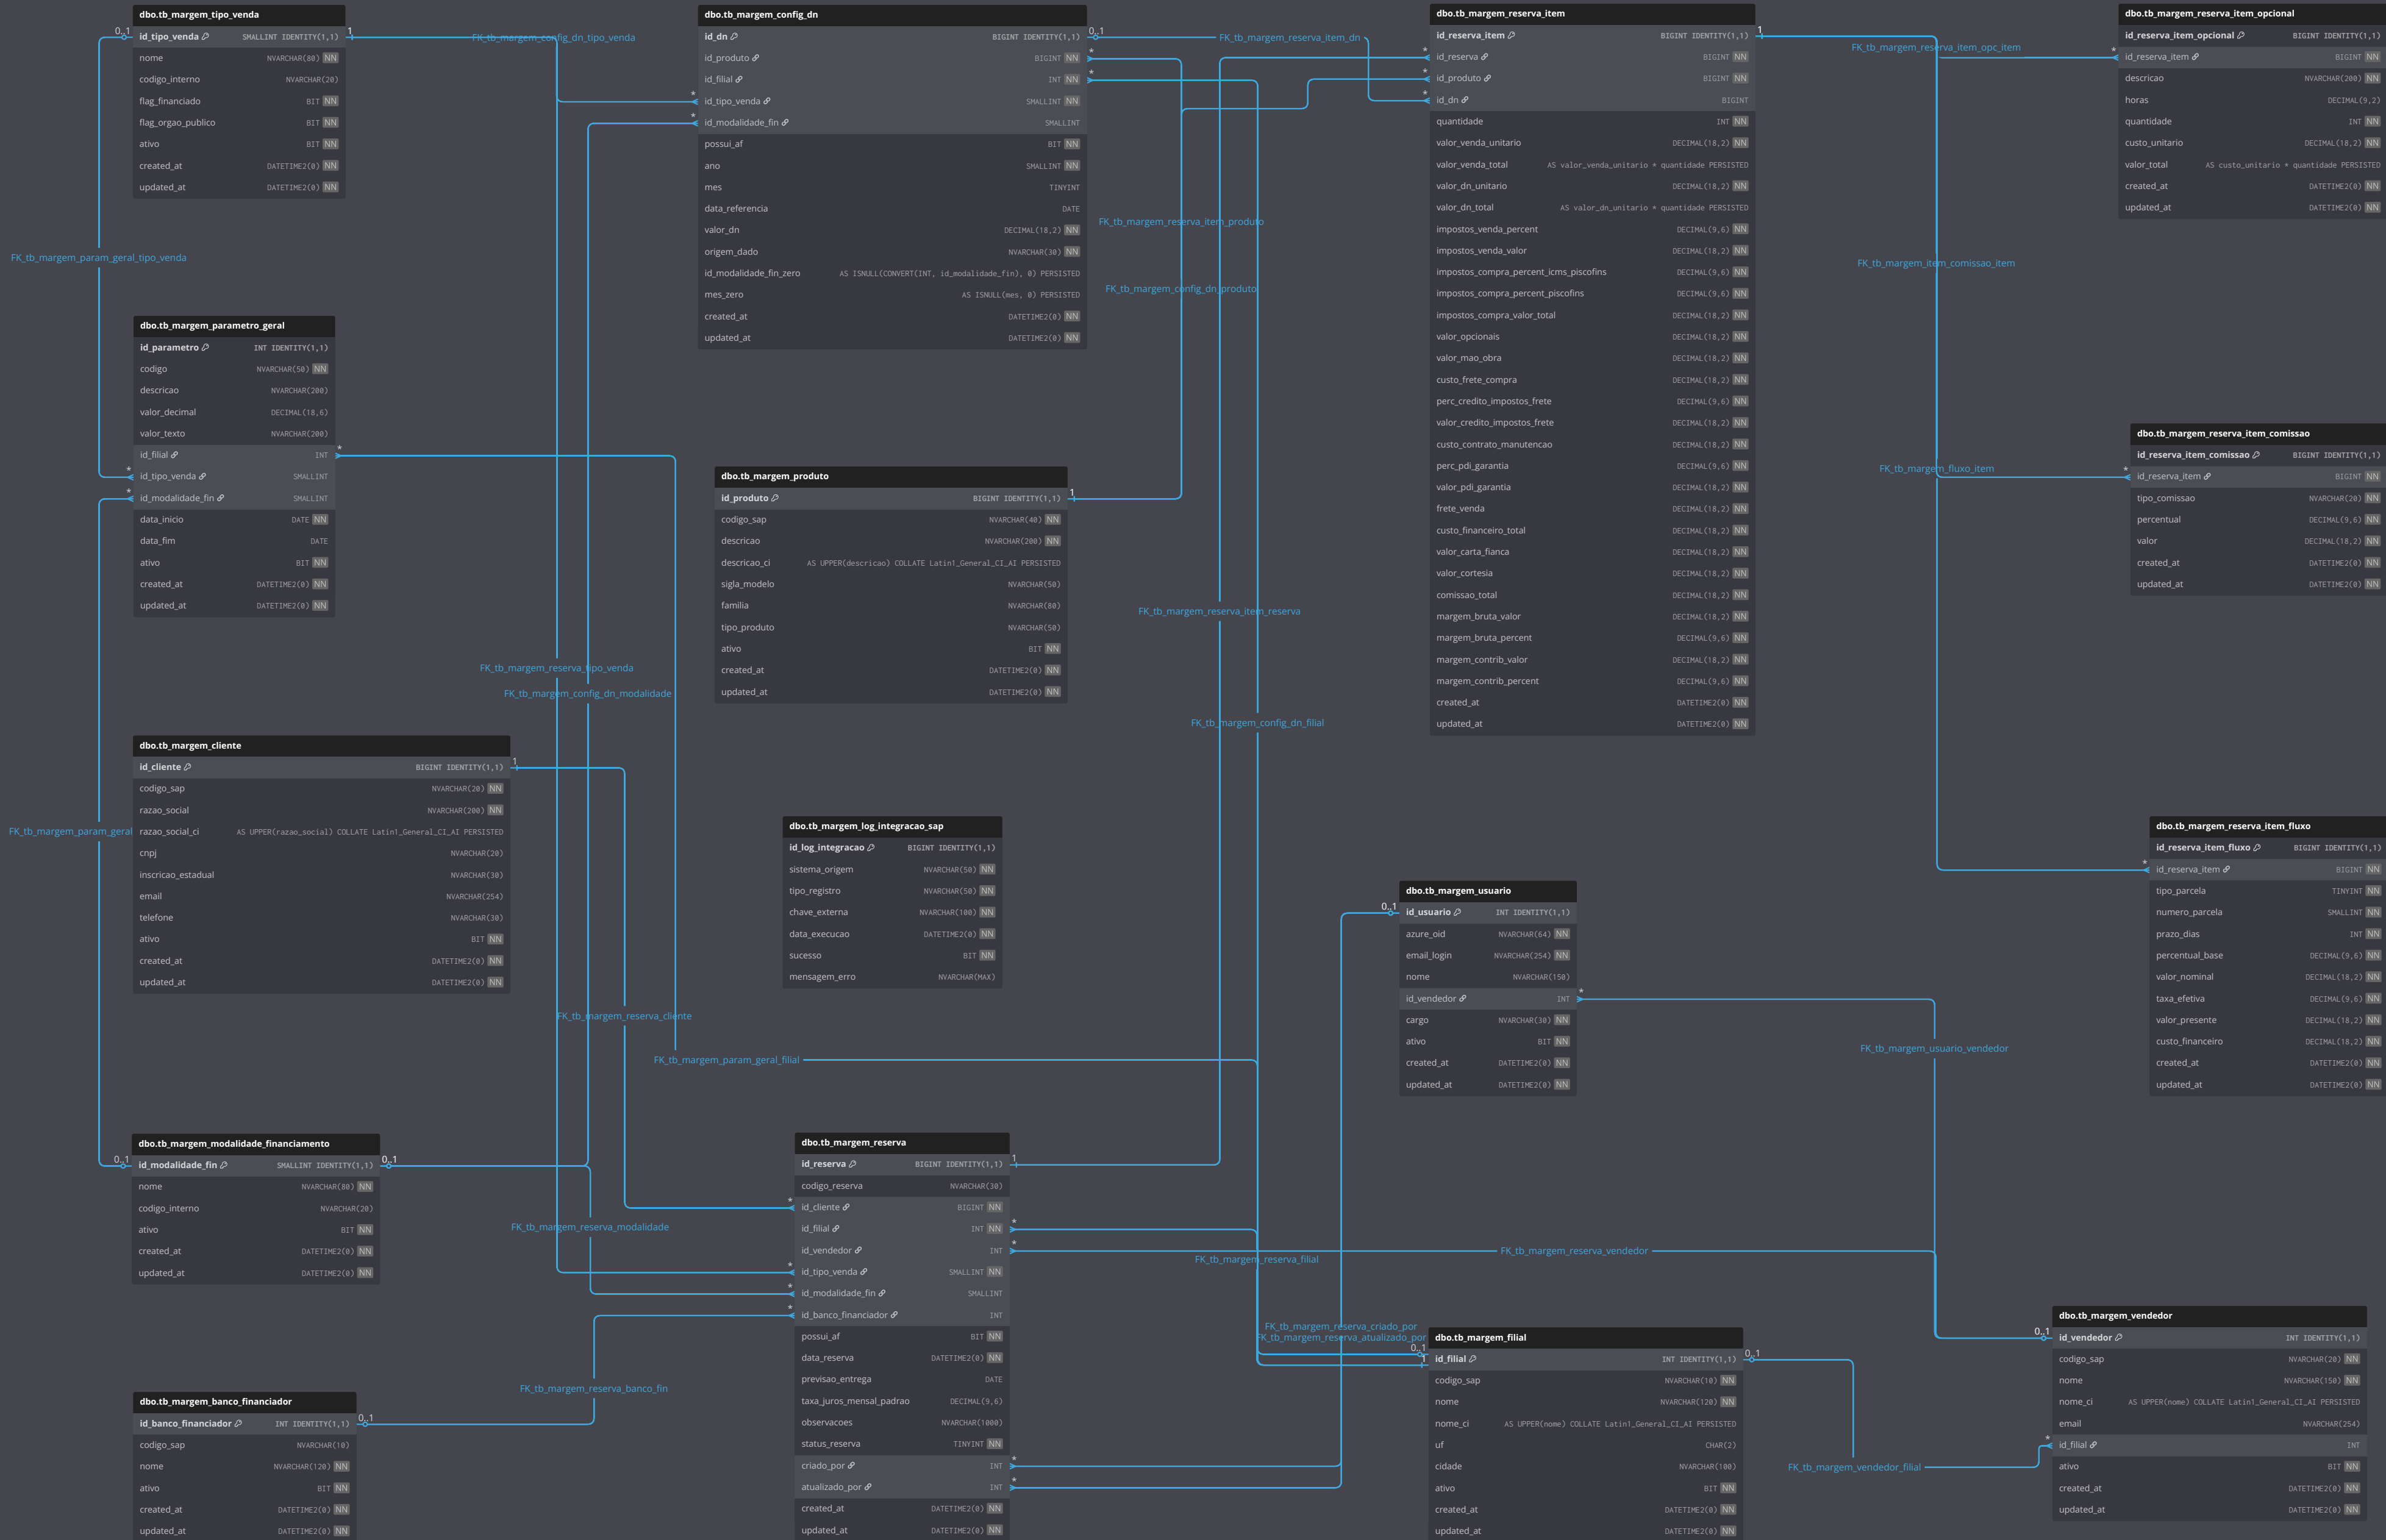 dbo.tb_margem_tipo_venda
id_tipo_venda SMALLINT IDENTITY(1,1)
nome NVARCHAR(80) NN
codigo_interno NVARCHAR(20)
flag_financiado BIT NN
flag_orgao_publico BIT NN
ativo BIT NN
created_at DATETIME2(0) NN
updated_at DATETIME2(0) NN
0..1
1
FK_tb_margem_config_dn_tipo_venda
FK_tb_margem_param_geral_tipo_venda
dbo.tb_margem_config_dn
id_dn BIGINT IDENTITY(1,1)
id_produto BIGINT NN
id_filial INT NN
id_tipo_venda SMALLINT NN
id_modalidade_fin SMALLINT
possui_af BIT NN
ano SMALLINT NN
mes TINYINT
data_referencia DATE
valor_dn DECIMAL(18,2) NN
origem_dado NVARCHAR(30) NN
id_modalidade_fin_zero AS ISNULL(CONVERT(INT, id_modalidade_fin), 0) PERSISTED
mes_zero AS ISNULL(mes, 0) PERSISTED
created_at DATETIME2(0) NN
updated_at DATETIME2(0) NN
0..1
*
*
*
*
FK_tb_margem_reserva_item_dn
FK_tb_margem_reserva_item_produto
FK_tb_margem_config_dn_produto
dbo.tb_margem_reserva_item
id_reserva_item BIGINT IDENTITY(1,1)
id_reserva BIGINT NN
id_produto BIGINT NN
id_dn BIGINT
quantidade INT NN
valor_venda_unitario DECIMAL(18,2) NN
valor_venda_total AS valor_venda_unitario * quantidade PERSISTED
valor_dn_unitario DECIMAL(18,2) NN
valor_dn_total AS valor_dn_unitario * quantidade PERSISTED
impostos_venda_percent DECIMAL(9,6) NN
impostos_venda_valor DECIMAL(18,2) NN
impostos_compra_percent_icms_piscofins DECIMAL(9,6) NN
impostos_compra_percent_piscofins DECIMAL(9,6) NN
impostos_compra_valor_total DECIMAL(18,2) NN
valor_opcionais DECIMAL(18,2) NN
valor_mao_obra DECIMAL(18,2) NN
custo_frete_compra DECIMAL(18,2) NN
perc_credito_impostos_frete DECIMAL(9,6) NN
valor_credito_impostos_frete DECIMAL(18,2) NN
custo_contrato_manutencao DECIMAL(18,2) NN
perc_pdi_garantia DECIMAL(9,6) NN
valor_pdi_garantia DECIMAL(18,2) NN
frete_venda DECIMAL(18,2) NN
custo_financeiro_total DECIMAL(18,2) NN
valor_carta_fianca DECIMAL(18,2) NN
valor_cortesia DECIMAL(18,2) NN
comissao_total DECIMAL(18,2) NN
margem_bruta_valor DECIMAL(18,2) NN
margem_bruta_percent DECIMAL(9,6) NN
margem_contrib_valor DECIMAL(18,2) NN
margem_contrib_percent DECIMAL(9,6) NN
created_at DATETIME2(0) NN
updated_at DATETIME2(0) NN
1
*
*
*
FK_tb_margem_reserva_item_opc_item
FK_tb_margem_item_comissao_item
FK_tb_margem_fluxo_item
dbo.tb_margem_reserva_item_opcional
id_reserva_item_opcional BIGINT IDENTITY(1,1)
* id_reserva_item BIGINT NN
descricao NVARCHAR(200) NN
horas DECIMAL(9,2)
quantidade INT NN
custo_unitario DECIMAL(18,2) NN
valor_total AS custo_unitario * quantidade PERSISTED
created_at DATETIME2(0) NN
updated_at DATETIME2(0) NN
dbo.tb_margem_parametro_geral
id_parametro INT IDENTITY(1,1)
codigo NVARCHAR(50) NN
descricao NVARCHAR(200)
valor_decimal DECIMAL(18,6)
valor_texto NVARCHAR(200)
id_filial INT *
* id_tipo_venda SMALLINT
* id_modalidade_fin SMALLINT
data_inicio DATE NN
data_fim DATE
ativo BIT NN
created_at DATETIME2(0) NN
updated_at DATETIME2(0) NN
dbo.tb_margem_produto
id_produto BIGINT IDENTITY(1,1) 1
codigo_sap NVARCHAR(40) NN
descricao NVARCHAR(200) NN
descricao_ci AS UPPER(descricao) COLLATE Latin1_General_CI_AI PERSISTED
sigla_modelo NVARCHAR(50)
familia NVARCHAR(80)
tipo_produto NVARCHAR(50)
ativo BIT NN
created_at DATETIME2(0) NN
updated_at DATETIME2(0) NN
FK_tb_margem_reserva_item_reserva
FK_tb_margem_reserva_tipo_venda
FK_tb_margem_config_dn_modalidade
FK_tb_margem_config_dn_filial
dbo.tb_margem_reserva_item_comissao
id_reserva_item_comissao BIGINT IDENTITY(1,1)
* id_reserva_item BIGINT NN
tipo_comissao NVARCHAR(20) NN
percentual DECIMAL(9,6) NN
valor DECIMAL(18,2) NN
created_at DATETIME2(0) NN
updated_at DATETIME2(0) NN
dbo.tb_margem_cliente
id_cliente BIGINT IDENTITY(1,1) 1
codigo_sap NVARCHAR(20) NN
razao_social NVARCHAR(200) NN
razao_social_ci AS UPPER(razao_social) COLLATE Latin1_General_CI_AI PERSISTED
cnpj NVARCHAR(20)
inscricao_estadual NVARCHAR(30)
email NVARCHAR(254)
telefone NVARCHAR(30)
ativo BIT NN
created_at DATETIME2(0) NN
updated_at DATETIME2(0) NN
FK_tb_margem_param_geral
FK_tb_margem_reserva_cliente
FK_tb_margem_param_geral_filial
dbo.tb_margem_log_integracao_sap
id_log_integracao BIGINT IDENTITY(1,1)
sistema_origem NVARCHAR(50) NN
tipo_registro NVARCHAR(50) NN
chave_externa NVARCHAR(100) NN
data_execucao DATETIME2(0) NN
sucesso BIT NN
mensagem_erro NVARCHAR(MAX)
dbo.tb_margem_usuario
0..1 id_usuario INT IDENTITY(1,1)
azure_oid NVARCHAR(64) NN
email_login NVARCHAR(254) NN
nome NVARCHAR(150)
id_vendedor INT *
cargo NVARCHAR(30) NN
ativo BIT NN
created_at DATETIME2(0) NN
updated_at DATETIME2(0) NN
FK_tb_margem_usuario_vendedor
dbo.tb_margem_reserva_item_fluxo
id_reserva_item_fluxo BIGINT IDENTITY(1,1)
* id_reserva_item BIGINT NN
tipo_parcela TINYINT NN
numero_parcela SMALLINT NN
prazo_dias INT NN
percentual_base DECIMAL(9,6) NN
valor_nominal DECIMAL(18,2) NN
taxa_efetiva DECIMAL(9,6) NN
valor_presente DECIMAL(18,2) NN
custo_financeiro DECIMAL(18,2) NN
created_at DATETIME2(0) NN
updated_at DATETIME2(0) NN
dbo.tb_margem_modalidade_financiamento
0..1 id_modalidade_fin SMALLINT IDENTITY(1,1) 0..1
nome NVARCHAR(80) NN
codigo_interno NVARCHAR(20)
ativo BIT NN
created_at DATETIME2(0) NN
updated_at DATETIME2(0) NN
FK_tb_margem_reserva_modalidade
FK_tb_margem_reserva_banco_fin
dbo.tb_margem_reserva
id_reserva BIGINT IDENTITY(1,1) 1
codigo_reserva NVARCHAR(30)
* id_cliente BIGINT NN
id_filial INT NN *
id_vendedor INT *
* id_tipo_venda SMALLINT NN
* id_modalidade_fin SMALLINT
* id_banco_financiador INT
possui_af BIT NN
data_reserva DATETIME2(0) NN
previsao_entrega DATE
taxa_juros_mensal_padrao DECIMAL(9,6)
observacoes NVARCHAR(1000)
status_reserva TINYINT NN
criado_por INT *
atualizado_por INT *
created_at DATETIME2(0) NN
updated_at DATETIME2(0) NN
FK_tb_margem_reserva_filial
FK_tb_margem_reserva_vendedor
FK_tb_margem_reserva_criado_por
FK_tb_margem_reserva_atualizado_por
dbo.tb_margem_banco_financiador
id_banco_financiador INT IDENTITY(1,1) 0..1
codigo_sap NVARCHAR(10)
nome NVARCHAR(120) NN
ativo BIT NN
created_at DATETIME2(0) NN
updated_at DATETIME2(0) NN
dbo.tb_margem_filial
0..1
1
id_filial INT IDENTITY(1,1) 0..1
codigo_sap NVARCHAR(10) NN
nome NVARCHAR(120) NN
nome_ci AS UPPER(nome) COLLATE Latin1_General_CI_AI PERSISTED
uf CHAR(2)
cidade NVARCHAR(100)
ativo BIT NN
created_at DATETIME2(0) NN
updated_at DATETIME2(0) NN
FK_tb_margem_vendedor_filial
dbo.tb_margem_vendedor
0..1 id_vendedor INT IDENTITY(1,1)
codigo_sap NVARCHAR(20) NN
nome NVARCHAR(150) NN
nome_ci AS UPPER(nome) COLLATE Latin1_General_CI_AI PERSISTED
email NVARCHAR(254)
* id_filial INT
ativo BIT NN
created_at DATETIME2(0) NN
updated_at DATETIME2(0) NN